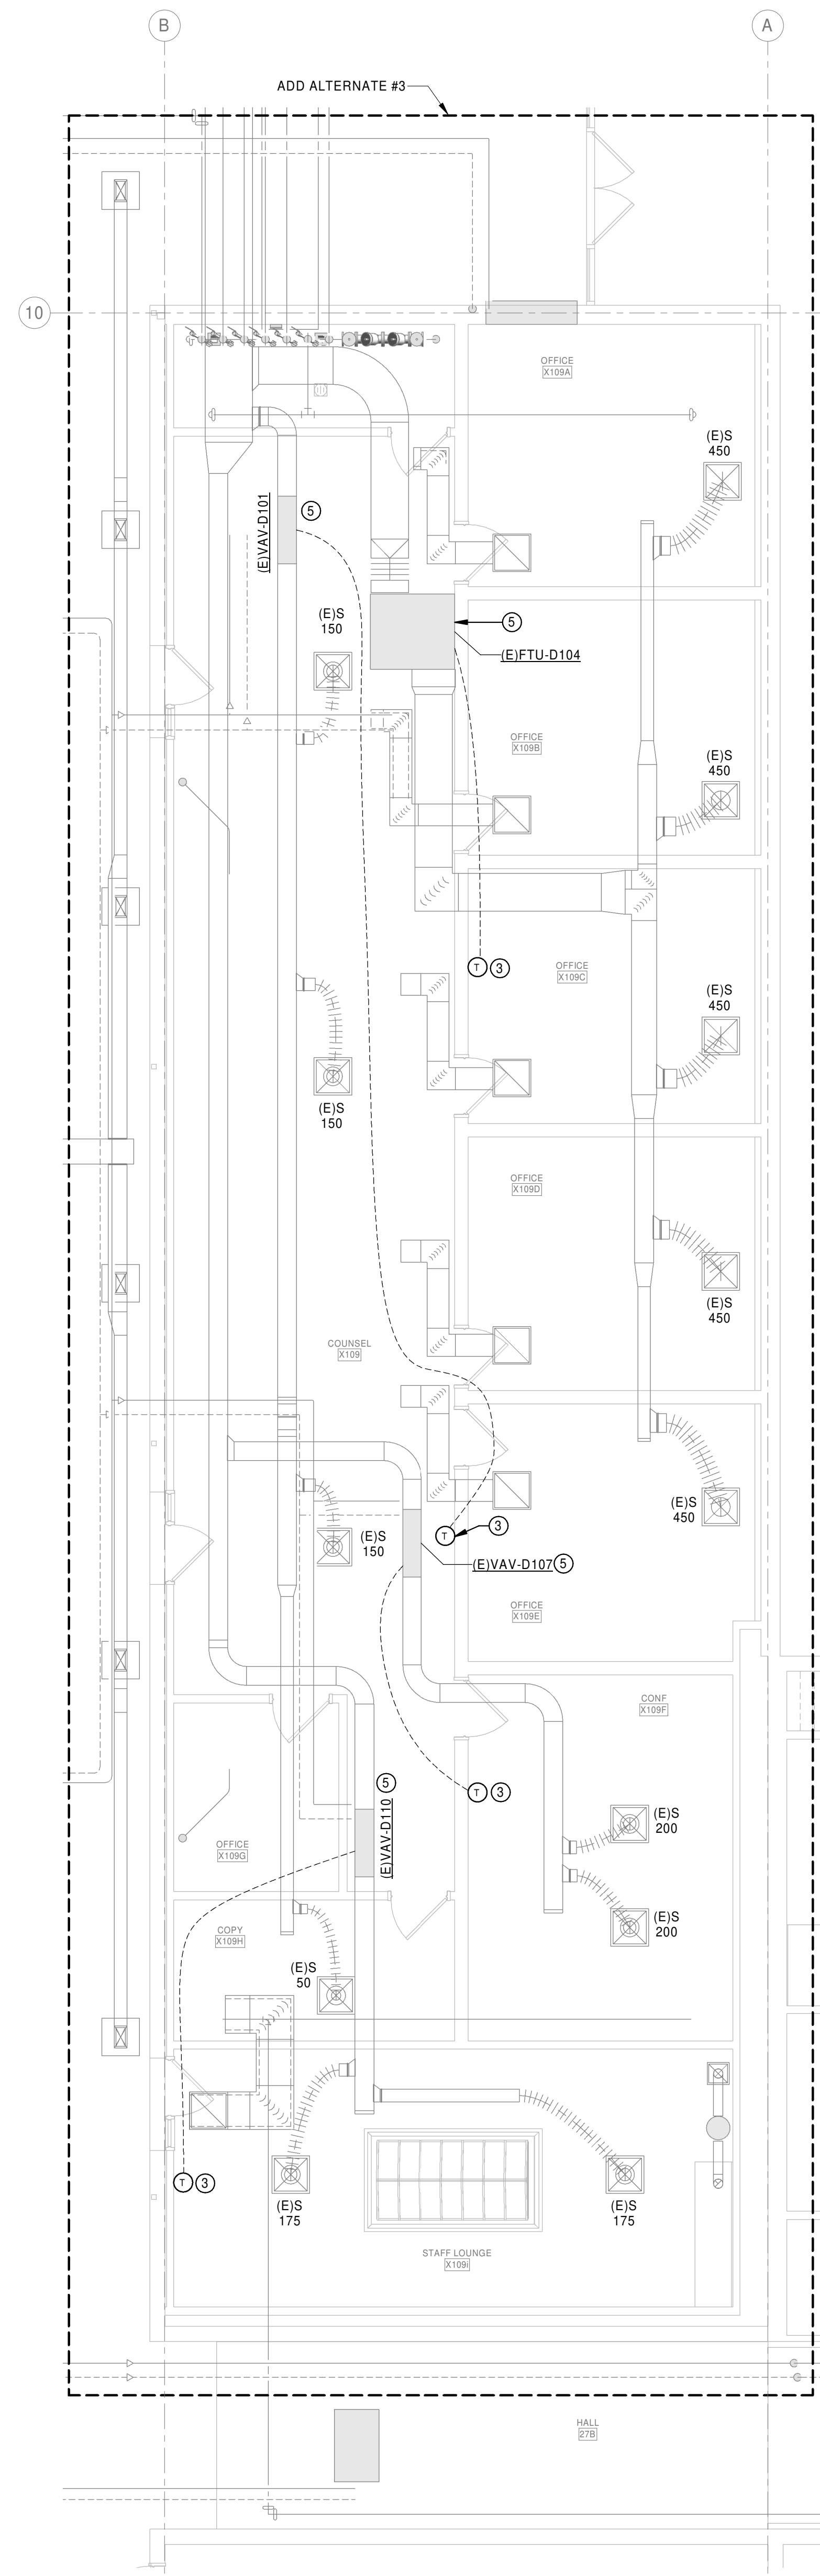 B
A
ADD ALTERNATE #3
10
OFFICE
X109A
(E)S
450
(E)VAV-D101
5
(E)S
150
5
(E)FTU-D104
OFFICE
X109B
(E)S
450
T
3
OFFICE
X109C
(E)S
450
(E)S
150
OFFICE
X109D
(E)S
450
COUNSEL
X109
(E)S
450
(E)S
150
T
3
(E)VAV-D107
5
OFFICE
X109E
CONF
X109F
5
T
3
(E)VAV-D110
(E)S
200
OFFICE
X109G
(E)S
200
COPY
X109H
(E)S
50
T
3
(E)S
175
(E)S
175
STAFF LOUNGE
X109i
HALL
27B